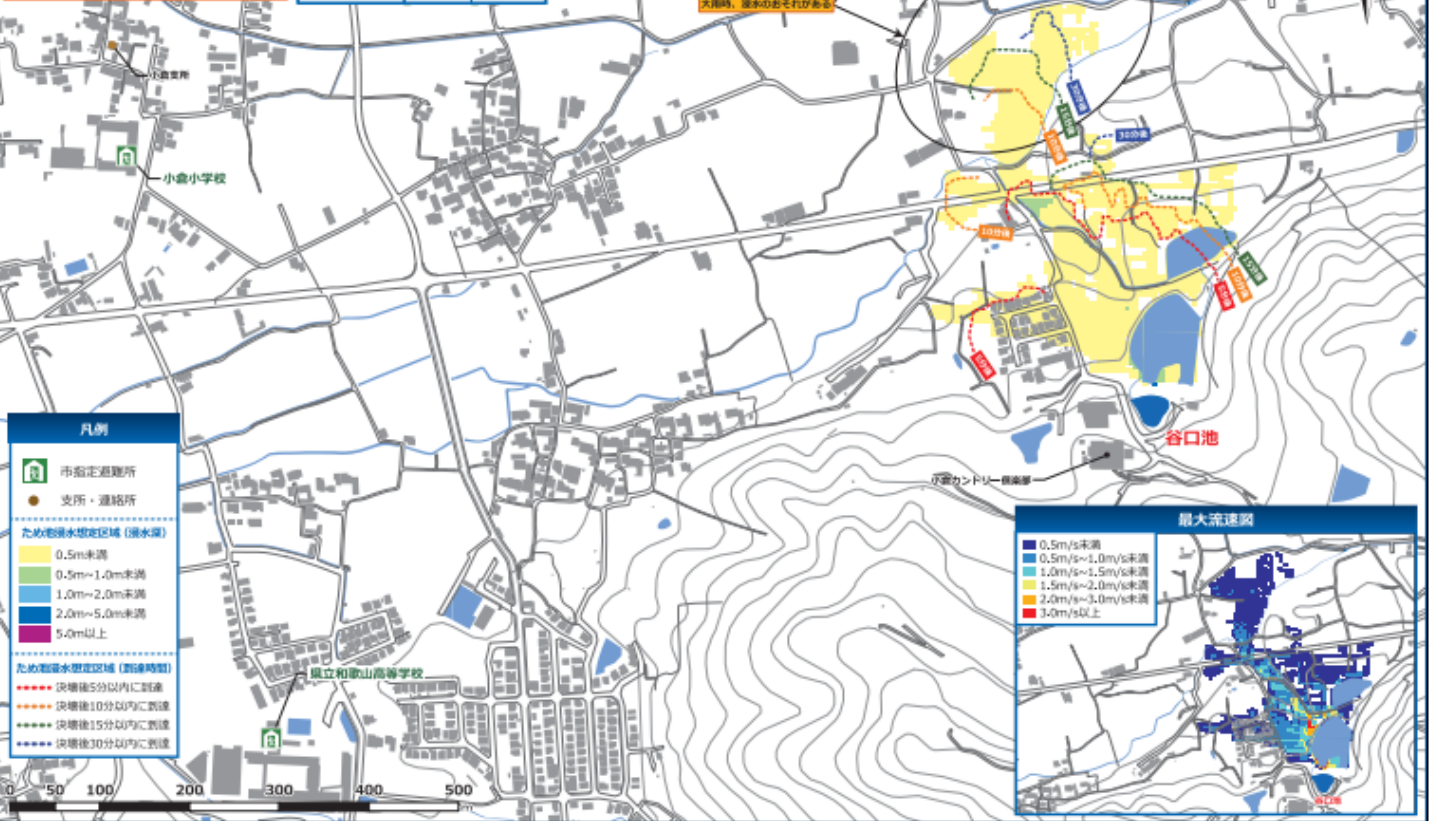 大雨時、浸水のおそれがある
小倉支所
小倉小学校
30分後
15分後
10分後
30分後
10分後
15分後
10分後
5分後
5分後
谷口池
小倉カントリー倶楽部
県立和歌山高等学校
凡例
市指定避難所
支所・連絡所
ため池浸水想定区域（浸水深）
0.5m未満
0.5m~1.0m未満
1.0m~2.0m未満
2.0m~5.0m未満
5.0m以上
ため池浸水想定区域（到達時間）
決壊後5分以内に到達
決壊後10分以内に到達
決壊後15分以内に到達
決壊後30分以内に到達
0 50 100 200 300 400 500
m
最大流速図
0.5m/s未満
0.5m/s~1.0m/s未満
1.0m/s~1.5m/s未満
1.5m/s~2.0m/s未満
2.0m/s~3.0m/s未満
3.0m/s以上
谷口池